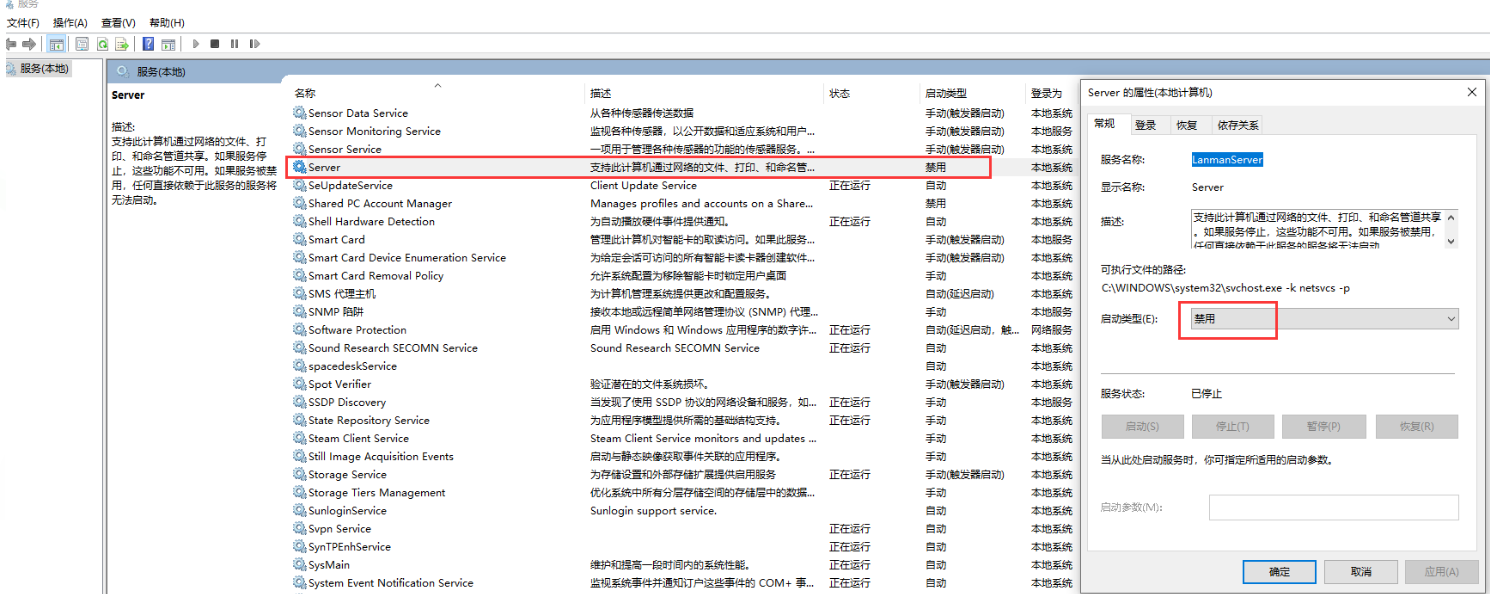 服务
文件(F) 操作(A) 查看(V) 帮助(H)
服务(本地)
服务(本地)
Server
描述:
支持此计算机通过网络的文件、打
印、和命名管道共享。如果服务停
止，这些功能不可用。如果服务被禁
用，任何直接依赖于此服务的服务将
无法启动。
名称 描述 状态 启动类型 登录为
Sensor Data Service 从各种传感器传送数据 手动(触发器启动) 本地系统
Sensor Monitoring Service 监视各种传感器，以公开数据和适应系统和用户... 手动(触发器启动) 本地服务
Sensor Service 一项用于管理各种传感器的功能的传感器服务。... 手动(触发器启动) 本地系统
Server 支持此计算机通过网络的文件、打印、和命名管... 禁用 本地系统
SeUpdateService Client Update Service 正在运行 自动 本地系统
Shared PC Account Manager Manages profiles and accounts on a Share... 禁用 本地系统
Shell Hardware Detection 为自动播放硬件事件提供通知。 正在运行 自动 本地系统
Smart Card 管理此计算机对智能卡的取读访问。如果此服务... 手动(触发器启动) 本地服务
Smart Card Device Enumeration Service 为给定会话可访问的所有智能卡读卡器创建软件... 手动(触发器启动) 本地系统
Smart Card Removal Policy 允许系统配置为移除智能卡时锁定用户桌面 手动 本地系统
SMS 代理主机 为计算机管理系统提供更改和配置服务。 自动(延迟启动) 本地系统
SNMP 陷阱 接收本地或远程简单网络管理协议 (SNMP) 代理... 手动 本地服务
Software Protection 启用 Windows 和 Windows 应用程序的数字许... 正在运行 自动(延迟启动，触... 网络服务
Sound Research SECOMN Service Sound Research SECOMN Service 正在运行 自动 本地系统
spacedeskService 自动 本地系统
Spot Verifier 验证潜在的文件系统损坏。 手动(触发器启动) 本地系统
SSDP Discovery 当发现了使用 SSDP 协议的网络设备和服务，如... 正在运行 手动 本地服务
State Repository Service 为应用程序模型提供所需的基础结构支持。 正在运行 手动 本地系统
Steam Client Service Steam Client Service monitors and updates ... 手动 本地系统
Still Image Acquisition Events 启动与静态映像获取事件关联的应用程序。 手动 本地系统
Storage Service 为存储设置和外部存储扩展提供启用服务 正在运行 手动(触发器启动) 本地系统
Storage Tiers Management 优化系统中所有分层存储空间的存储层中的数据... 手动 本地系统
SunloginService Sunlogin support service. 自动 本地系统
Svpn Service 正在运行 自动 本地系统
SynTPEnhService 正在运行 自动 本地系统
SysMain 维护和提高一段时间内的系统性能。 正在运行 自动 本地系统
System Event Notification Service 监视系统事件并通知订户这些事件的 COM+ 事... 正在运行 自动 本地系统
Server 的属性(本地计算机)
常规 登录 恢复 依存关系
服务名称: LanmanServer
显示名称: Server
描述: 支持此计算机通过网络的文件、打印、和命名管道共享
。如果服务停止，这些功能不可用。如果服务被禁用，
任何直接依赖于此服务的服务将无法启动
可执行文件的路径:
C:\WINDOWS\system32\svchost.exe -k netsvcs -p
启动类型(E): 禁用
服务状态: 已停止
启动(S) 停止(T) 暂停(P) 恢复(R)
当从此处启动服务时，你可指定所适用的启动参数。
启动参数(M):
确定 取消 应用(A)